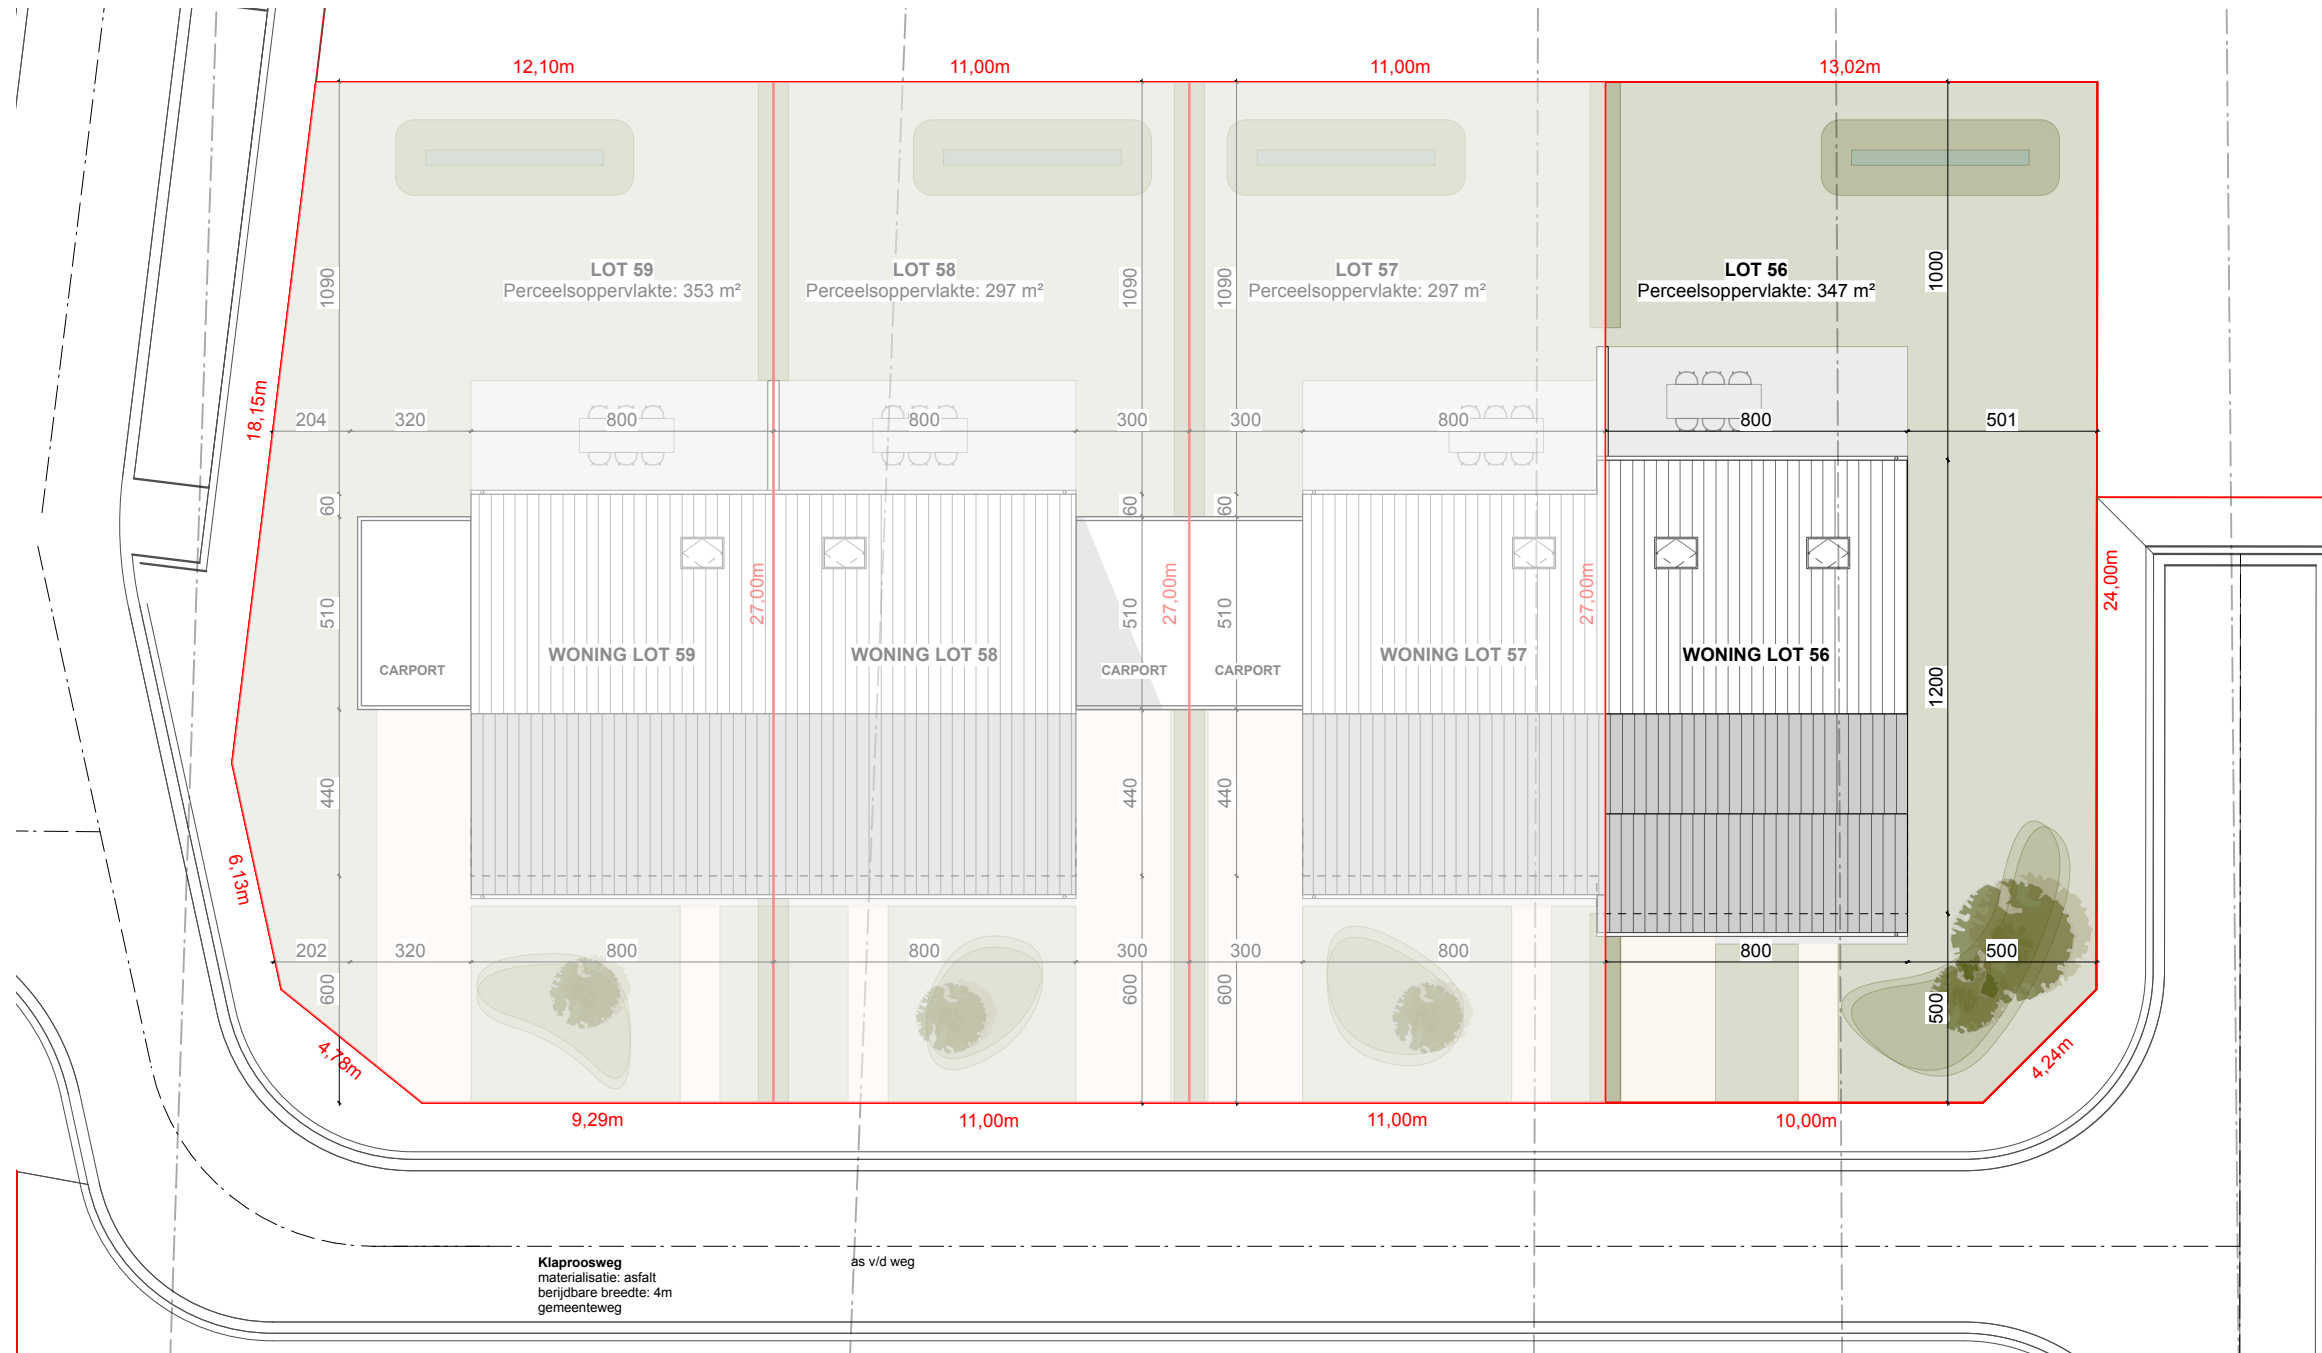 12,10m
11,00m
11,00m
13,02m
LOT 59
Perceelsoppervlakte: 353 m²
LOT 58
Perceelsoppervlakte: 297 m²
LOT 57
Perceelsoppervlakte: 297 m²
LOT 56
Perceelsoppervlakte: 347 m²
1090
1090
1090
1000
18,15m
204
320
800
800
300
300
800
800
501
60
60
60
510
27,00m
510
27,00m
510
27,00m
24,00m
CARPORT
WONING LOT 59
WONING LOT 58
CARPORT
CARPORT
WONING LOT 57
WONING LOT 56
1200
440
440
440
6,13m
202
320
800
800
300
300
800
800
500
600
600
600
500
4,78m
4,24m
9,29m
11,00m
11,00m
10,00m
Klaproosweg
materialisatie: asfalt
berijdbare breedte: 4m
gemeenteweg
as v/d weg